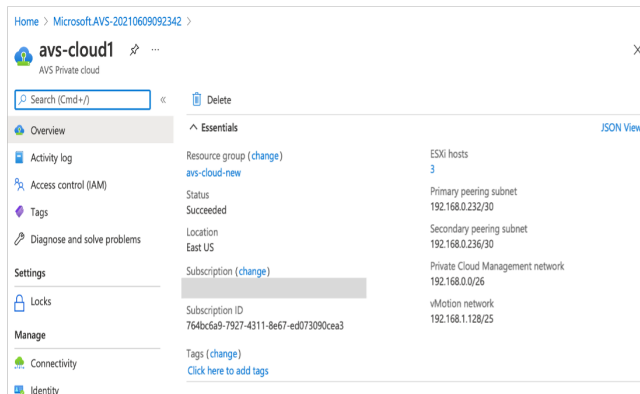 Home > Microsoft.AVS-20210609092342 >
avs-cloud1 ...
AVS Private cloud
Search (Cmd+/)
«
Delete
Overview
Essentials
JSON View
Activity log
Access control (IAM)
Tags
Diagnose and solve problems
Settings
Locks
Manage
Connectivity
Identity
Resource group (change)
avs-cloud-new
Status
Succeeded
Location
East US
Subscription (change)
Subscription ID
764bc6a9-7927-4311-8e67-ed073090cea3
Tags (change)
Click here to add tags
ESXi hosts
3
Primary peering subnet
192.168.0.232/30
Secondary peering subnet
192.168.0.236/30
Private Cloud Management network
192.168.0.0/26
vMotion network
192.168.1.128/25